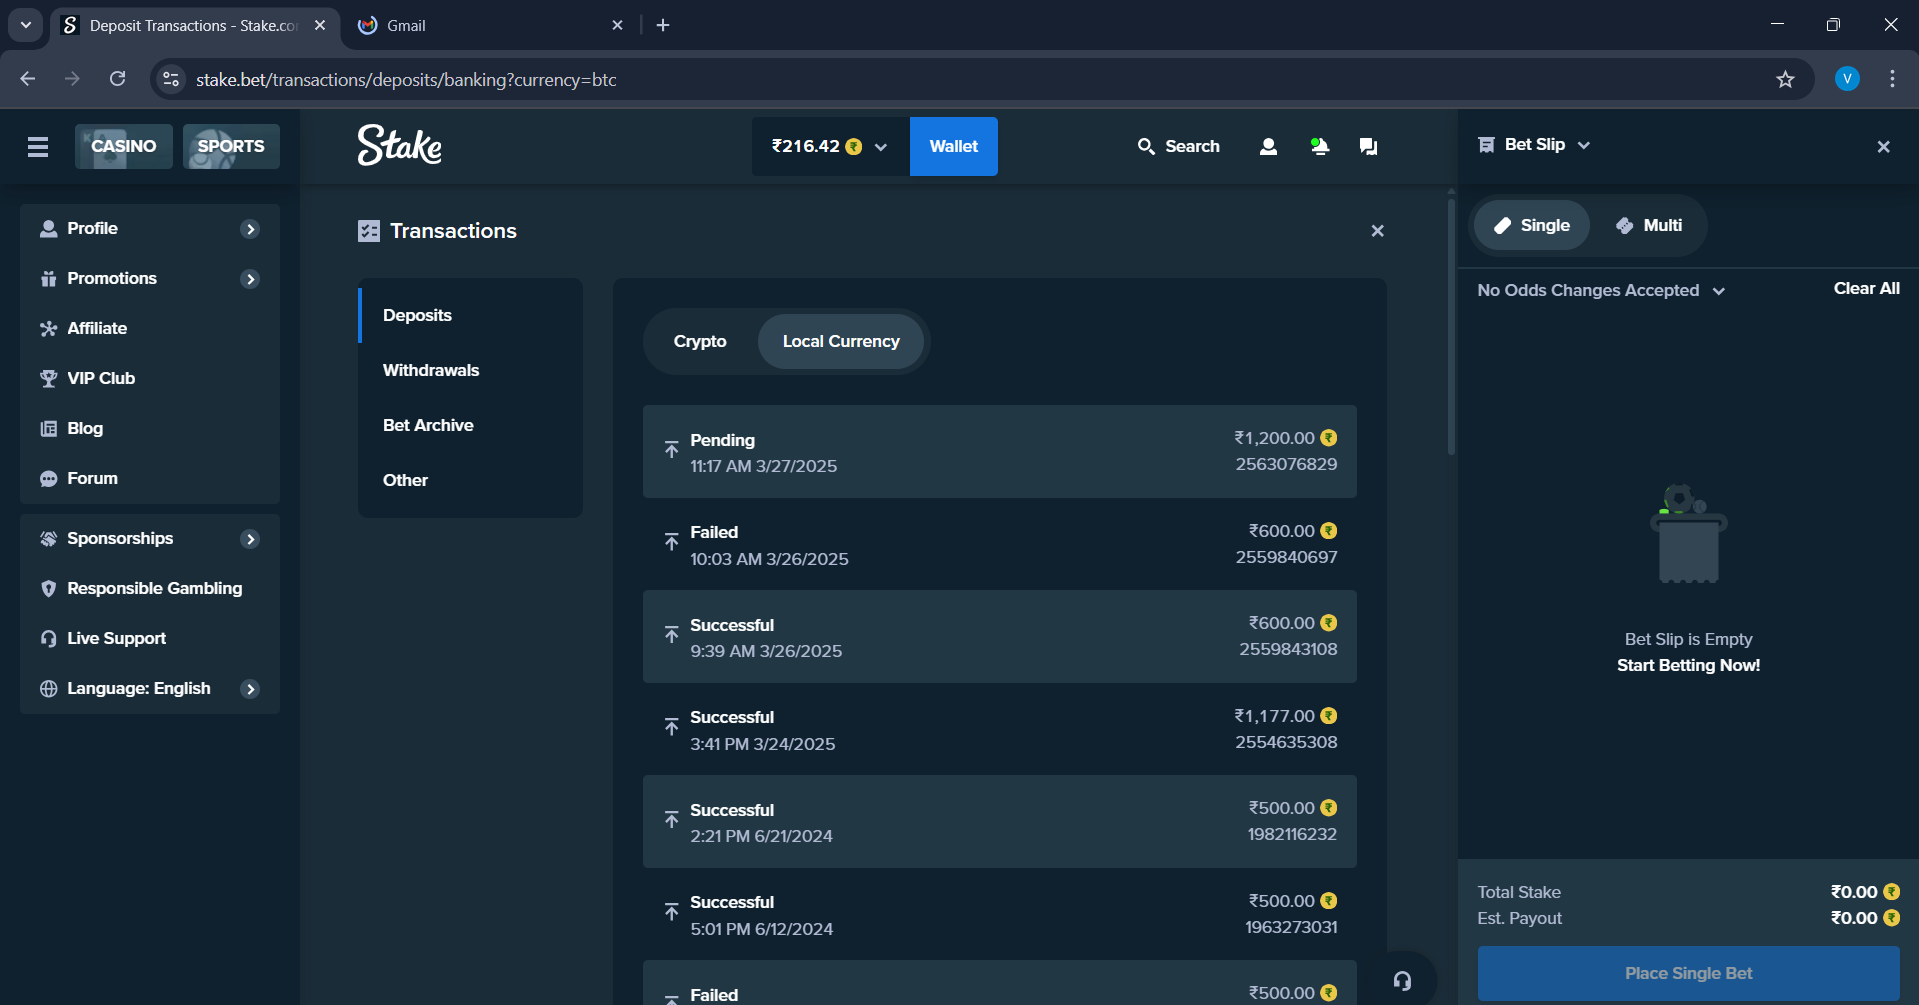 Deposit Transactions - Stake.co
Gmail
stake.bet/transactions/deposits/banking?currency=btc
V
CASINO
SPORTS
Stake
₹216.42
Wallet
Search
Bet Slip
Profile
Promotions
Affiliate
VIP Club
Blog
Forum
Sponsorships
Responsible Gambling
Live Support
Language: English
Transactions
Deposits
Withdrawals
Bet Archive
Other
Crypto
Local Currency
Pending
₹1,200.00 ₹
11:17 AM 3/27/2025
2563076829
Failed
₹600.00 ₹
10:03 AM 3/26/2025
2559840697
Successful
₹600.00 ₹
9:39 AM 3/26/2025
2559843108
Successful
₹1,177.00 ₹
3:41 PM 3/24/2025
2554635308
Successful
₹500.00 ₹
2:21 PM 6/21/2024
1982116232
Successful
₹500.00 ₹
5:01 PM 6/12/2024
1963273031
Failed
₹500.00 ₹
Single
Multi
No Odds Changes Accepted
Clear All
Bet Slip is Empty
Start Betting Now!
Total Stake
₹0.00 ₹
Est. Payout
₹0.00 ₹
Place Single Bet